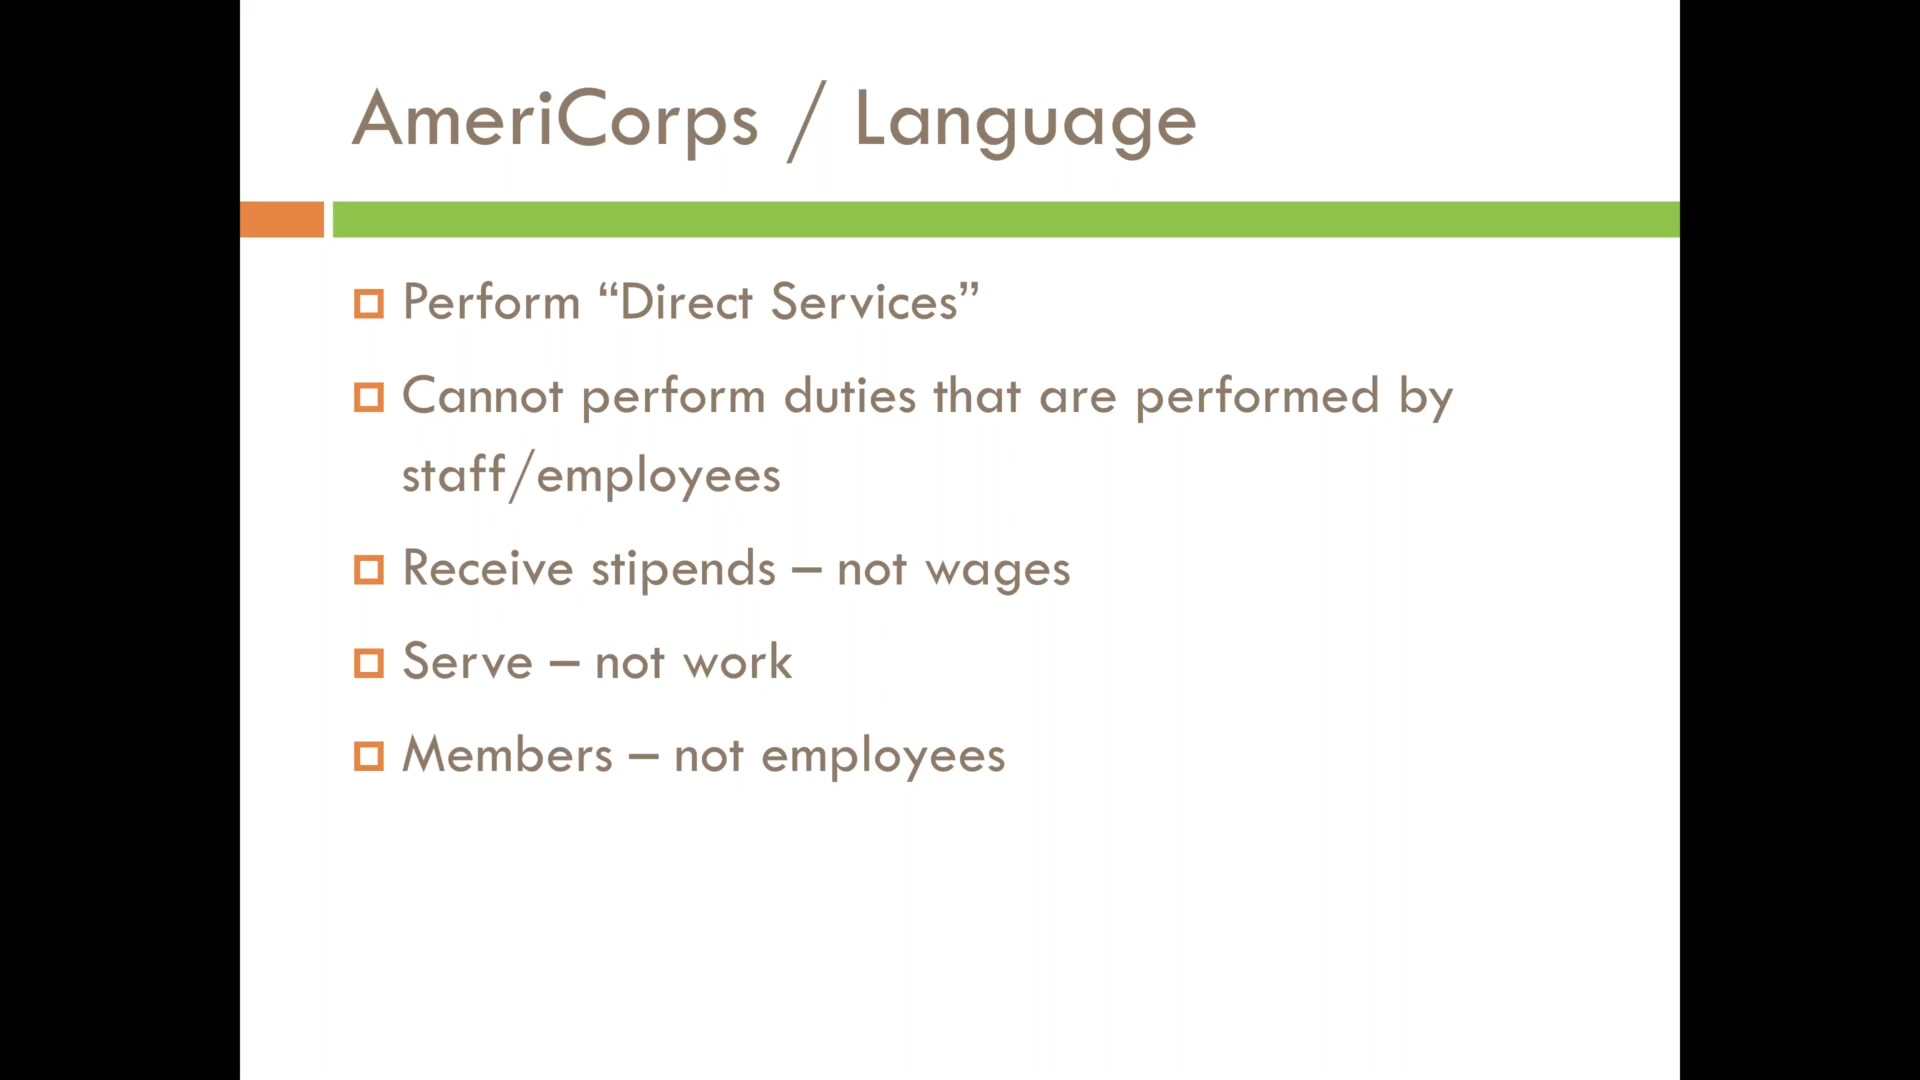 AmeriCorps / Language
Perform “Direct Services”
Cannot perform duties that are performed by
staff/employees
Receive stipends – not wages
Serve – not work
Members – not employees